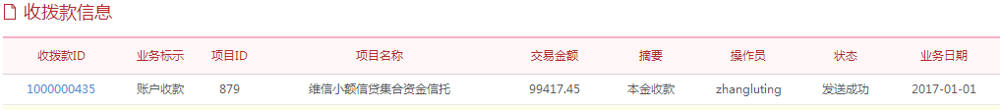 收拨款信息
收拨款ID 业务标示 项目ID 项目名称 交易金额 摘要 操作员 状态 业务日期
1000000435 账户收款 879 维信小额信贷集合资金信托 99417.45 本金收款 zhangluting 发送成功 2017-01-01